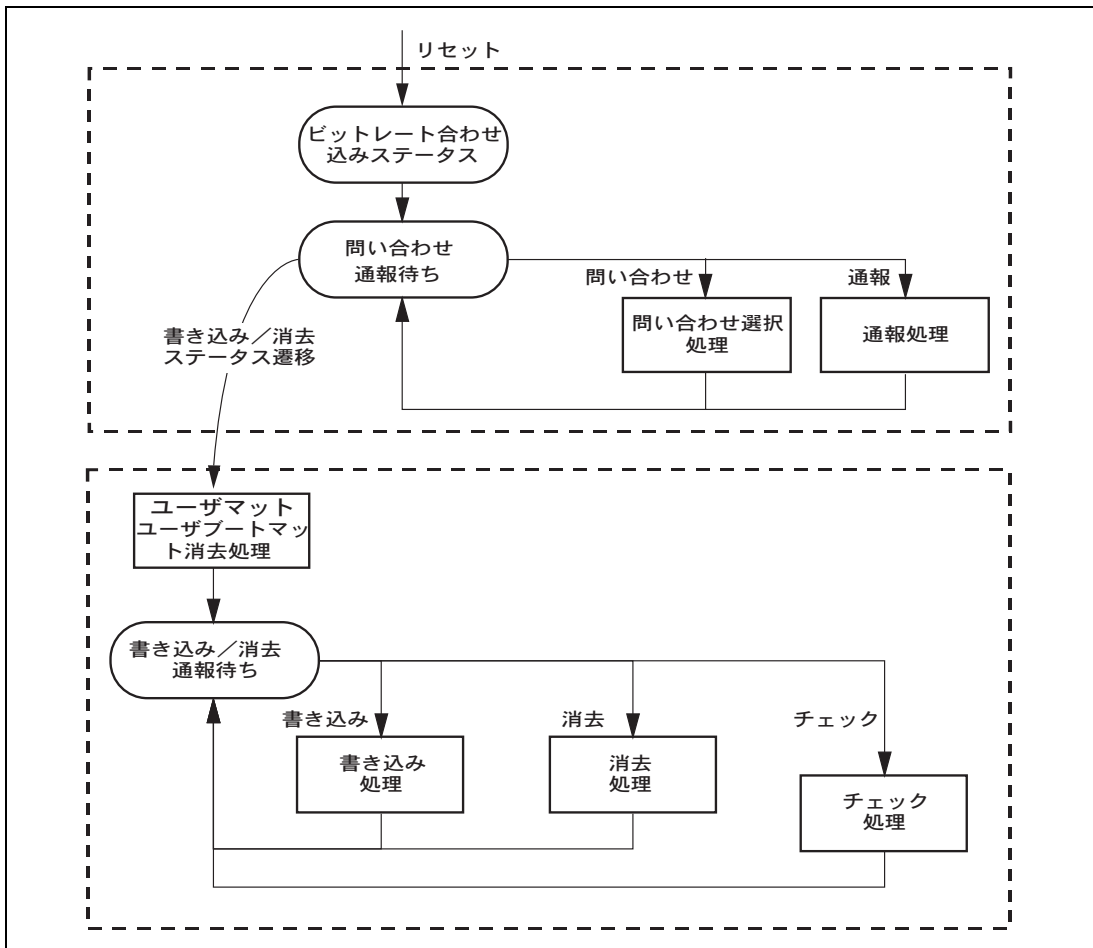 リセット
ビットレート合わせ
込みステータス
問い合わせ
通報待ち
問い合わせ
通報
問い合わせ選択
処理
通報処理
書き込み／消去
ステータス遷移
ユーザマット
ユーザブートマッ
ト消去処理
書き込み／消去
通報待ち
書き込み
消去
チェック
書き込み
処理
消去
処理
チェック
処理